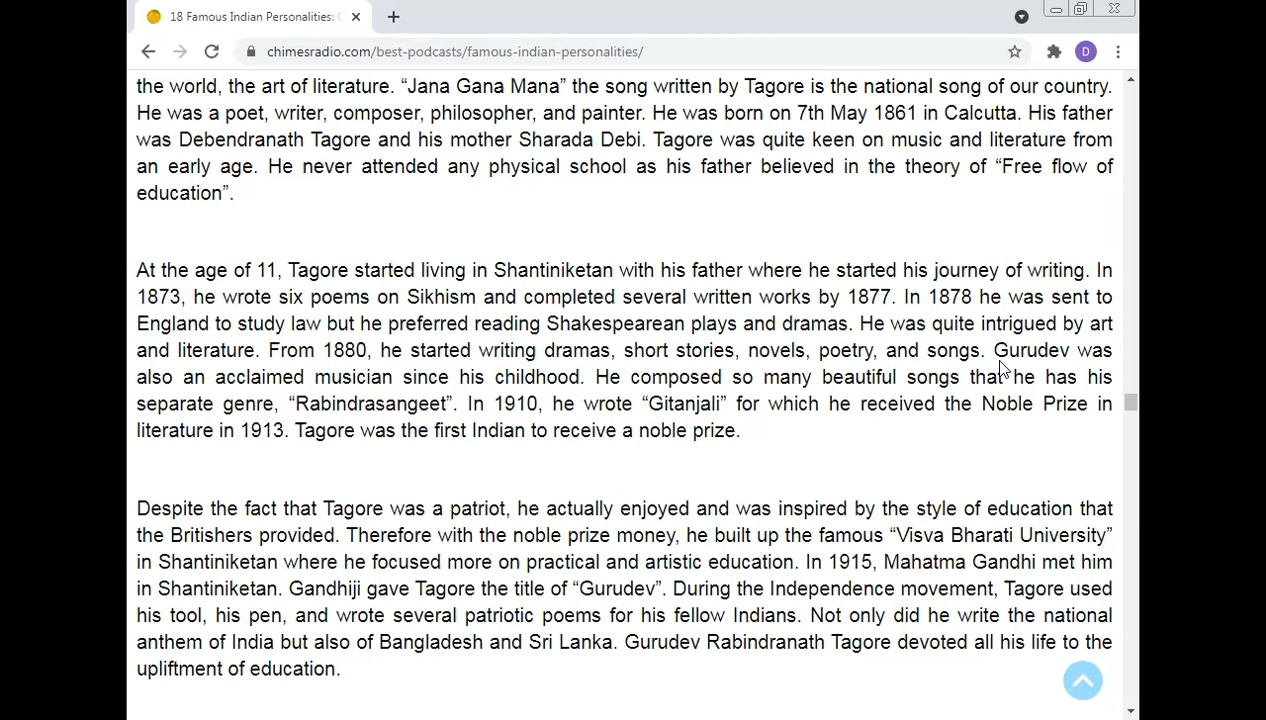 18 Famous Indian Personalities:
D
chimesradio.com/best-podcasts/famous-indian-personalities/
the world, the art of literature. “Jana Gana Mana” the song written by Tagore is the national song of our country.
He was a poet, writer, composer, philosopher, and painter. He was born on 7th May 1861 in Calcutta. His father
was Debendranath Tagore and his mother Sharada Debi. Tagore was quite keen on music and literature from
an early age. He never attended any physical school as his father believed in the theory of “Free flow of
education”.
At the age of 11, Tagore started living in Shantiniketan with his father where he started his journey of writing. In
1873, he wrote six poems on Sikhism and completed several written works by 1877. In 1878 he was sent to
England to study law but he preferred reading Shakespearean plays and dramas. He was quite intrigued by art
and literature. From 1880, he started writing dramas, short stories, novels, poetry, and songs. Gurudev was
also an acclaimed musician since his childhood. He composed so many beautiful songs that he has his
separate genre, “Rabindrasangeet”. In 1910, he wrote “Gitanjali” for which he received the Noble Prize in
literature in 1913. Tagore was the first Indian to receive a noble prize.
Despite the fact that Tagore was a patriot, he actually enjoyed and was inspired by the style of education that
the Britishers provided. Therefore with the noble prize money, he built up the famous “Visva Bharati University”
in Shantiniketan where he focused more on practical and artistic education. In 1915, Mahatma Gandhi met him
in Shantiniketan. Gandhiji gave Tagore the title of “Gurudev”. During the Independence movement, Tagore used
his tool, his pen, and wrote several patriotic poems for his fellow Indians. Not only did he write the national
anthem of India but also of Bangladesh and Sri Lanka. Gurudev Rabindranath Tagore devoted all his life to the
upliftment of education.